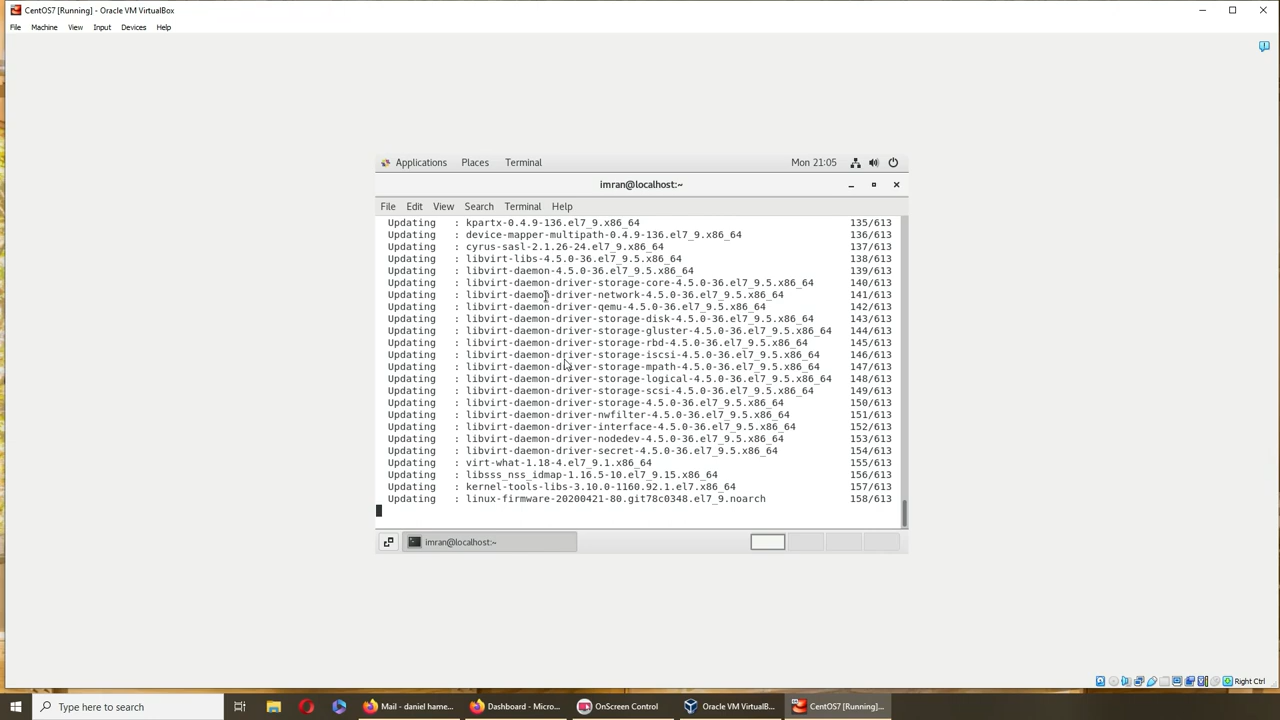 CentOS7 [Running] - Oracle VM VirtualBox
File Machine View Input Devices Help
Applications Places Terminal Mon 21:05
imran@localhost:~
File Edit View Search Terminal Help
Updating : kpartx-0.4.9-136.el7_9.x86_64 135/613
Updating : device-mapper-multipath-0.4.9-136.el7_9.x86_64 136/613
Updating : cyrus-sasl-2.1.26-24.el7_9.x86_64 137/613
Updating : libvirt-libs-4.5.0-36.el7_9.5.x86_64 138/613
Updating : libvirt-daemon-4.5.0-36.el7_9.5.x86_64 139/613
Updating : libvirt-daemon-driver-storage-core-4.5.0-36.el7_9.5.x86_64 140/613
Updating : libvirt-daemon-driver-network-4.5.0-36.el7_9.5.x86_64 141/613
Updating : libvirt-daemon-driver-qemu-4.5.0-36.el7_9.5.x86_64 142/613
Updating : libvirt-daemon-driver-storage-disk-4.5.0-36.el7_9.5.x86_64 143/613
Updating : libvirt-daemon-driver-storage-gluster-4.5.0-36.el7_9.5.x86_64 144/613
Updating : libvirt-daemon-driver-storage-rbd-4.5.0-36.el7_9.5.x86_64 145/613
Updating : libvirt-daemon-driver-storage-iscsi-4.5.0-36.el7_9.5.x86_64 146/613
Updating : libvirt-daemon-driver-storage-mpath-4.5.0-36.el7_9.5.x86_64 147/613
Updating : libvirt-daemon-driver-storage-logical-4.5.0-36.el7_9.5.x86_64 148/613
Updating : libvirt-daemon-driver-storage-scsi-4.5.0-36.el7_9.5.x86_64 149/613
Updating : libvirt-daemon-driver-storage-4.5.0-36.el7_9.5.x86_64 150/613
Updating : libvirt-daemon-driver-nwfilter-4.5.0-36.el7_9.5.x86_64 151/613
Updating : libvirt-daemon-driver-interface-4.5.0-36.el7_9.5.x86_64 152/613
Updating : libvirt-daemon-driver-nodedev-4.5.0-36.el7_9.5.x86_64 153/613
Updating : libvirt-daemon-driver-secret-4.5.0-36.el7_9.5.x86_64 154/613
Updating : virt-what-1.18-4.el7_9.1.x86_64 155/613
Updating : libsss_nss_idmap-1.16.5-10.el7_9.15.x86_64 156/613
Updating : kernel-tools-libs-3.10.0-1160.92.1.el7.x86_64 157/613
Updating : linux-firmware-20200421-80.git78c0348.el7_9.noarch 158/613
imran@localhost:~
Right Ctrl
Type here to search
Mail - daniel hame...
Dashboard - Micro...
OnScreen Control
Oracle VM VirtualB...
CentOS7 [Running]...